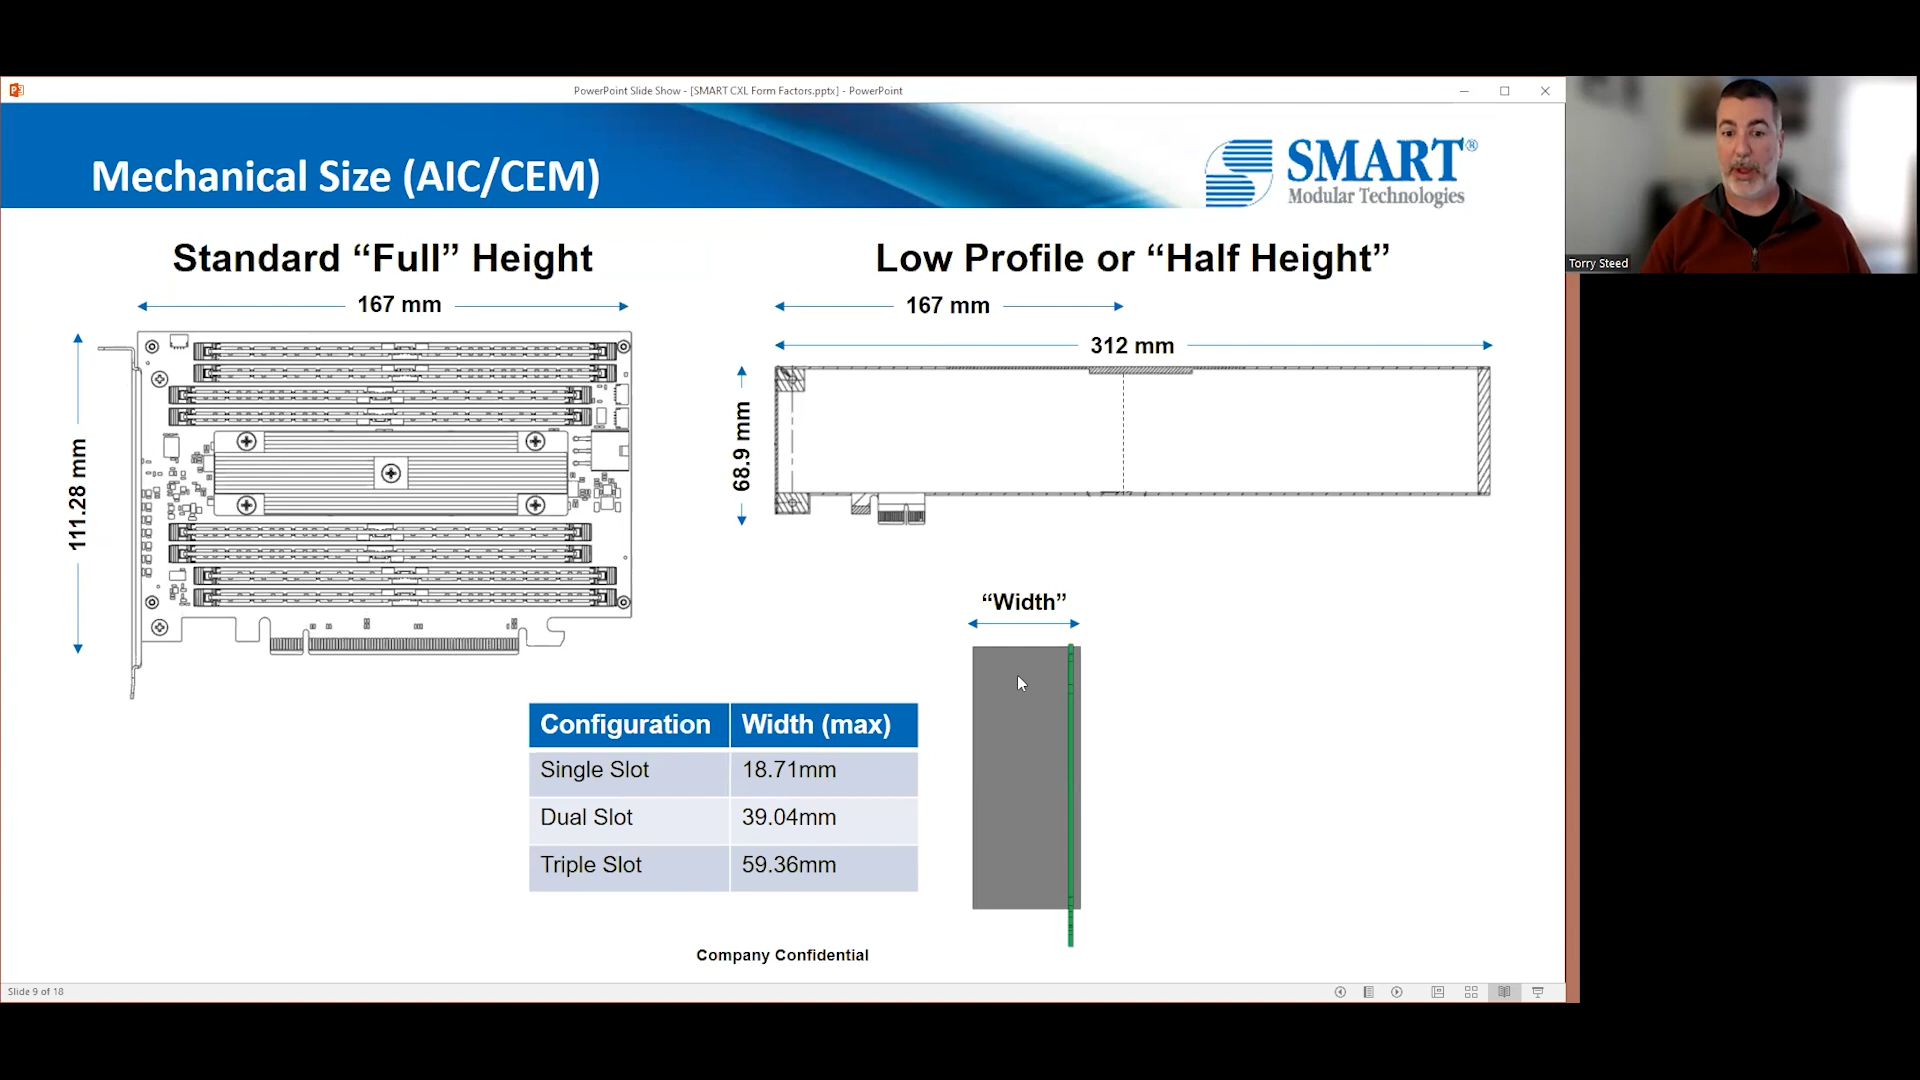 PowerPoint Slide Show - [SMART CXL Form Factors.pptx] - PowerPoint
Mechanical Size (AIC/CEM)
SMART®
Modular Technologies
Torry Steed
Standard “Full” Height
167 mm
111.28 mm
Low Profile or “Half Height”
167 mm
312 mm
68.9 mm
“Width”
Configuration Width (max)
Single Slot 18.71mm
Dual Slot 39.04mm
Triple Slot 59.36mm
Company Confidential
Slide 9 of 18